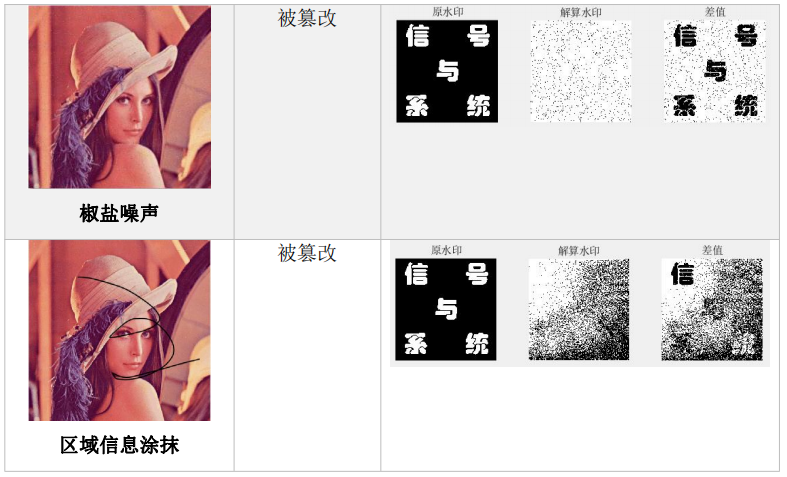 被篡改
原水印
解算水印
差值
信 号
与
系 统
信 号
与
系 统
椒盐噪声
被篡改
原水印
解算水印
差值
信 号
与
系 统
信
统
区域信息涂抹